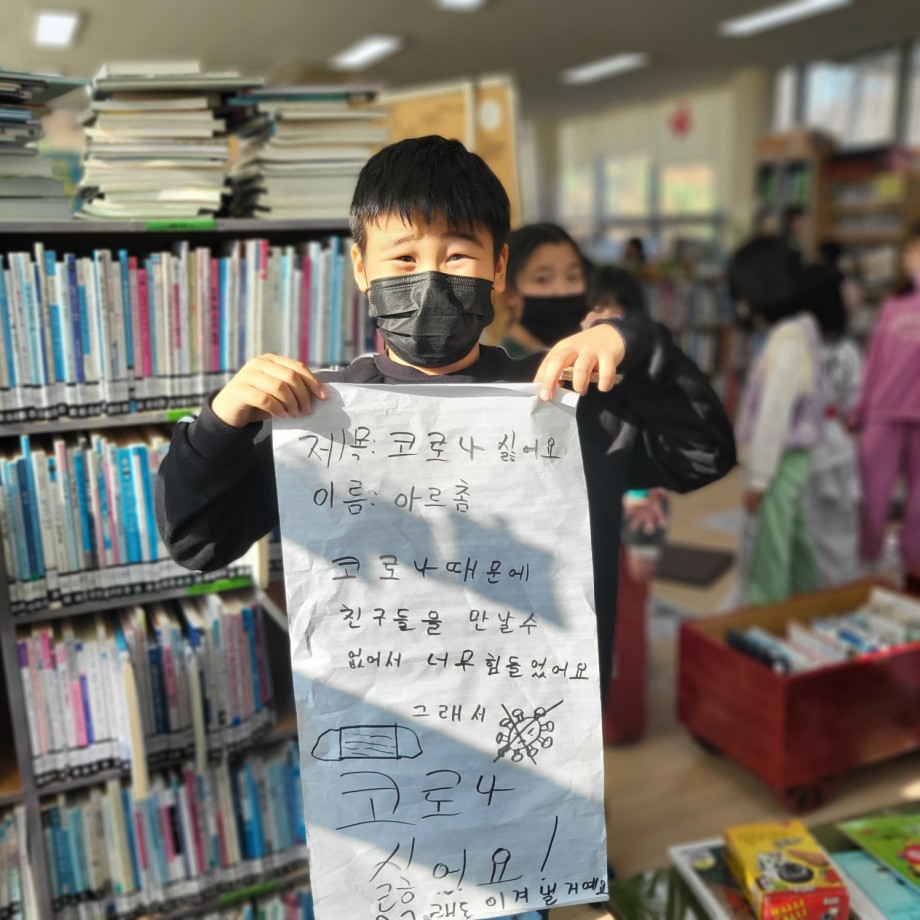 제목: 코로나 싫어요
이름: 아르춈
코로나때문에
친구들을 만날수
없어서 너무 힘들었어요
그래서
코로나
싫어요!
래도 이겨낼거예요